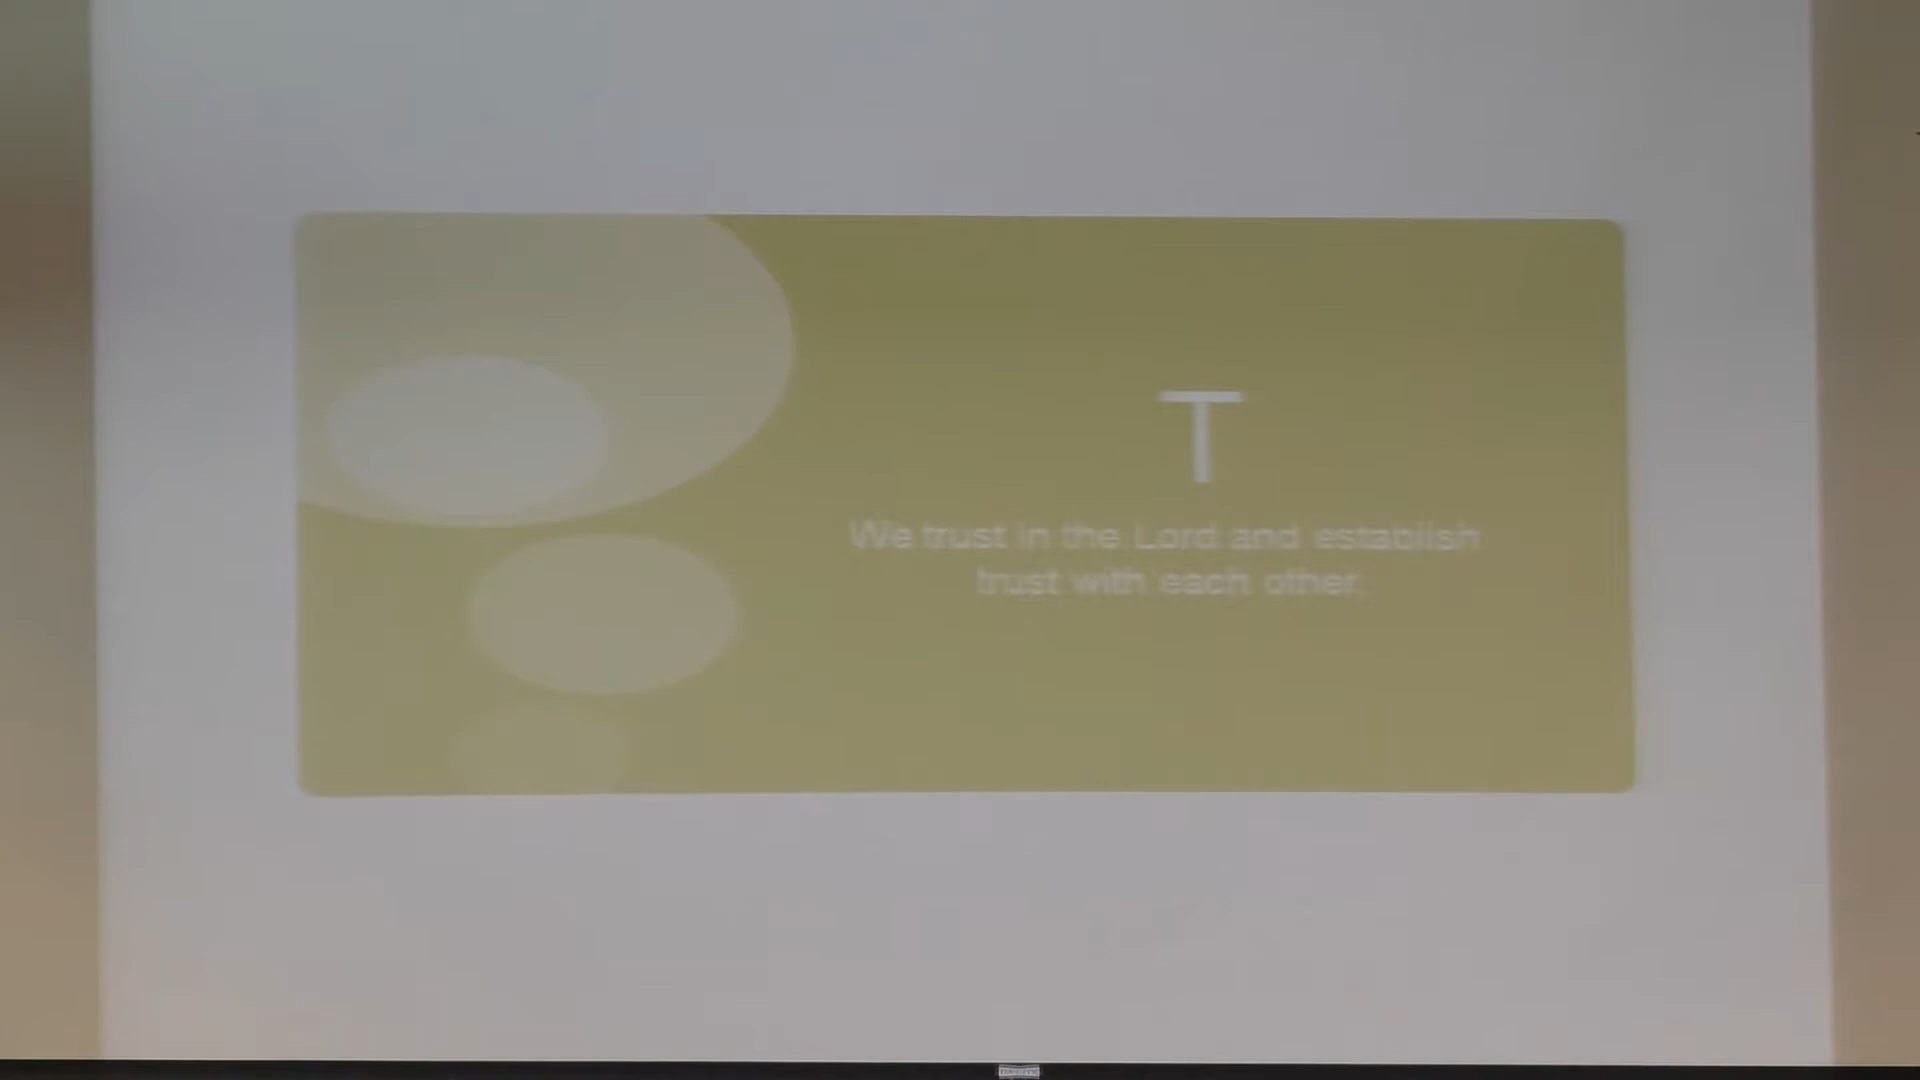 T
We trust in the Lord and establish
trust with each other.